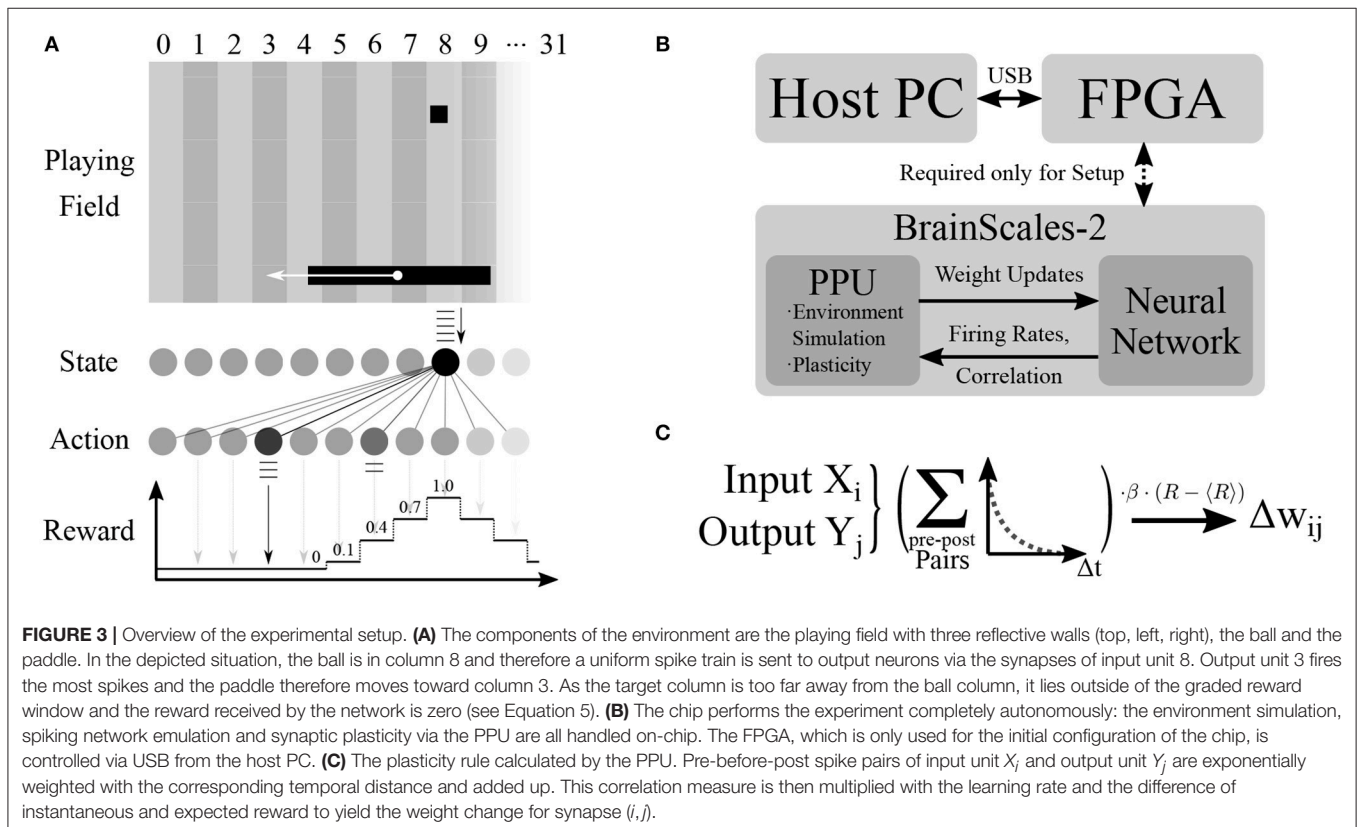 A
0 1 2 3 4 5 6 7 8 9 ... 31
Playing
Field
State
Action
Reward
0
0.1
0.4
0.7
1.0
B
Host PC
USB
FPGA
Required only for Setup
BrainScales-2
PPU
·Environment
Simulation
·Plasticity
Weight Updates
Firing Rates,
Correlation
Neural
Network
C
Input Xi
Output Yj
} ( ∑
pre-post
Pairs
Δt
) ·β · (R − ⟨R⟩)
Δwij
FIGURE 3 | Overview of the experimental setup. (A) The components of the environment are the playing field with three reflective walls (top, left, right), the ball and the
paddle. In the depicted situation, the ball is in column 8 and therefore a uniform spike train is sent to output neurons via the synapses of input unit 8. Output unit 3 fires
the most spikes and the paddle therefore moves toward column 3. As the target column is too far away from the ball column, it lies outside of the graded reward
window and the reward received by the network is zero (see Equation 5). (B) The chip performs the experiment completely autonomously: the environment simulation,
spiking network emulation and synaptic plasticity via the PPU are all handled on-chip. The FPGA, which is only used for the initial configuration of the chip, is
controlled via USB from the host PC. (C) The plasticity rule calculated by the PPU. Pre-before-post spike pairs of input unit Xi and output unit Yj are exponentially
weighted with the corresponding temporal distance and added up. This correlation measure is then multiplied with the learning rate and the difference of
instantaneous and expected reward to yield the weight change for synapse (i, j).